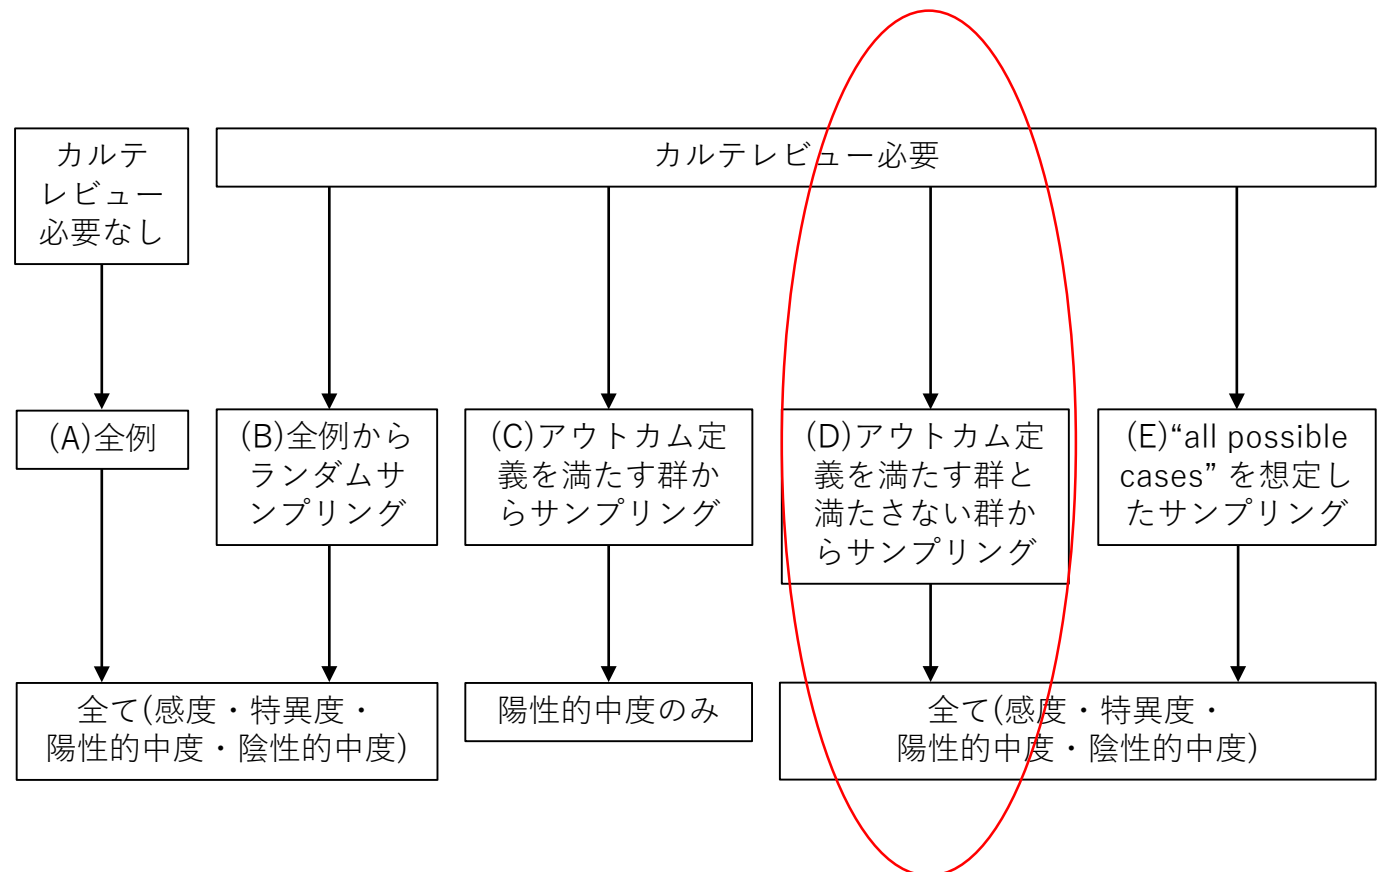 カルテ
レビュー
必要なし
カルテレビュー必要
(A)全例
(B)全例から
ランダムサ
ンプリング
(C)アウトカム定
義を満たす群か
らサンプリング
(D)アウトカム定
義を満たす群と
満たさない群か
らサンプリング
(E)“all possible
cases” を想定し
たサンプリング
全て(感度・特異度・
陽性的中度・陰性的中度)
陽性的中度のみ
全て(感度・特異度・
陽性的中度・陰性的中度)